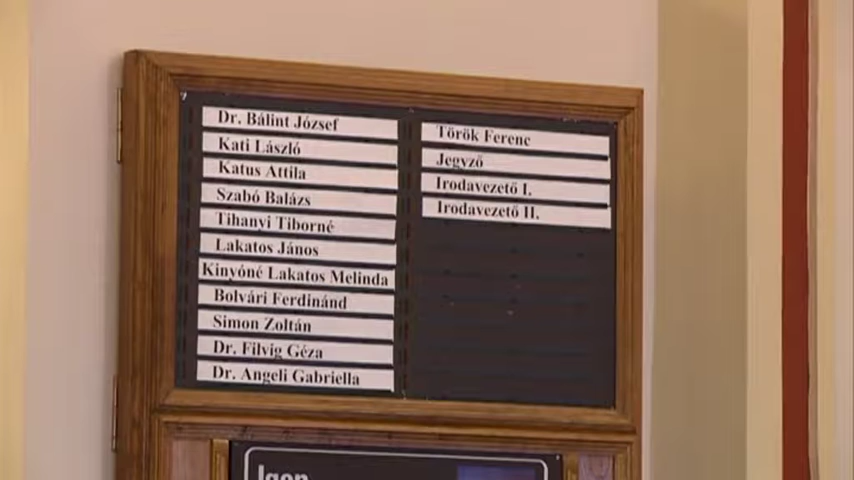 Dr. Bálint József
Kati László
Katus Attila
Szabó Balázs
Tihanyi Tiborné
Lakatos János
Kinyóné Lakatos Melinda
Bolvári Ferdinánd
Simon Zoltán
Dr. Filvig Géza
Dr. Angeli Gabriella
Török Ferenc
Jegyző
Irodavezető I.
Irodavezető II.
Igen